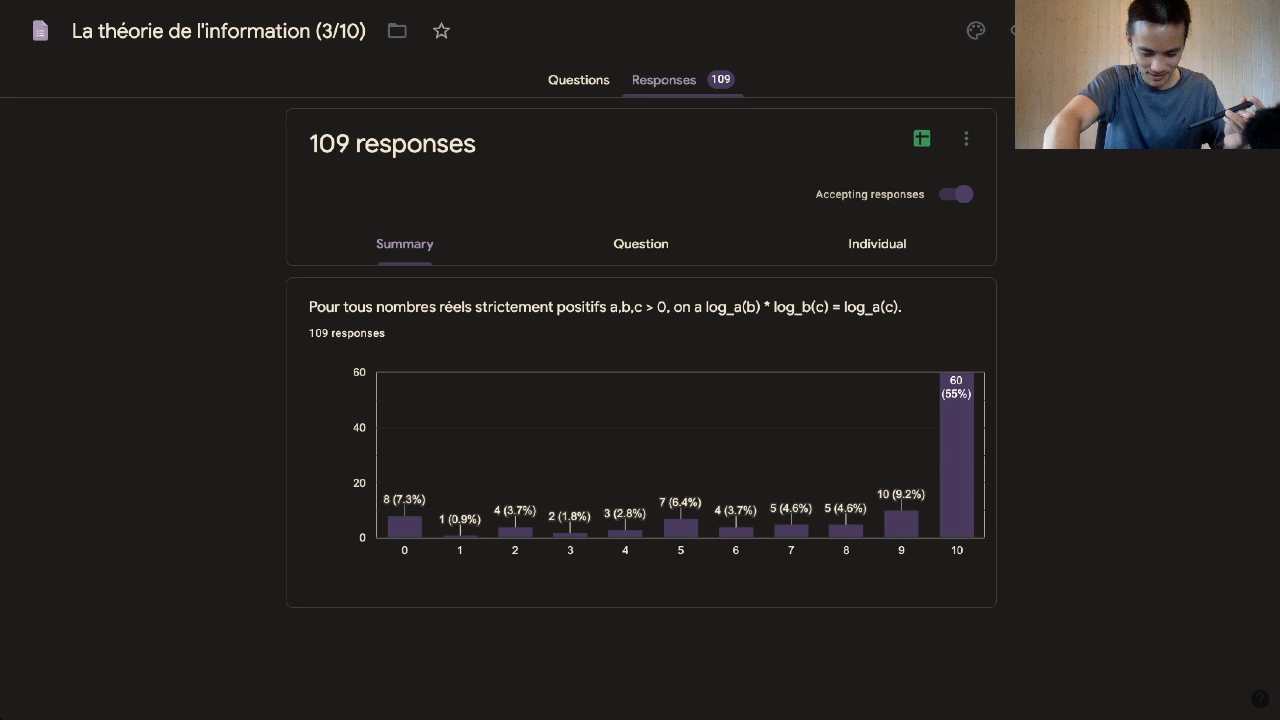 La théorie de l'information (3/10)
Questions
Responses 109
109 responses
Accepting responses
Summary
Question
Individual
Pour tous nombres réels strictement positifs a,b,c > 0, on a log_a(b) * log_b(c) = log_a(c).
109 responses
60
40
20
0
8 (7.3%)
1 (0.9%)
4 (3.7%)
2 (1.8%)
3 (2.8%)
7 (6.4%)
4 (3.7%)
5 (4.6%)
5 (4.6%)
10 (9.2%)
60
(55%)
0 1 2 3 4 5 6 7 8 9 10
?